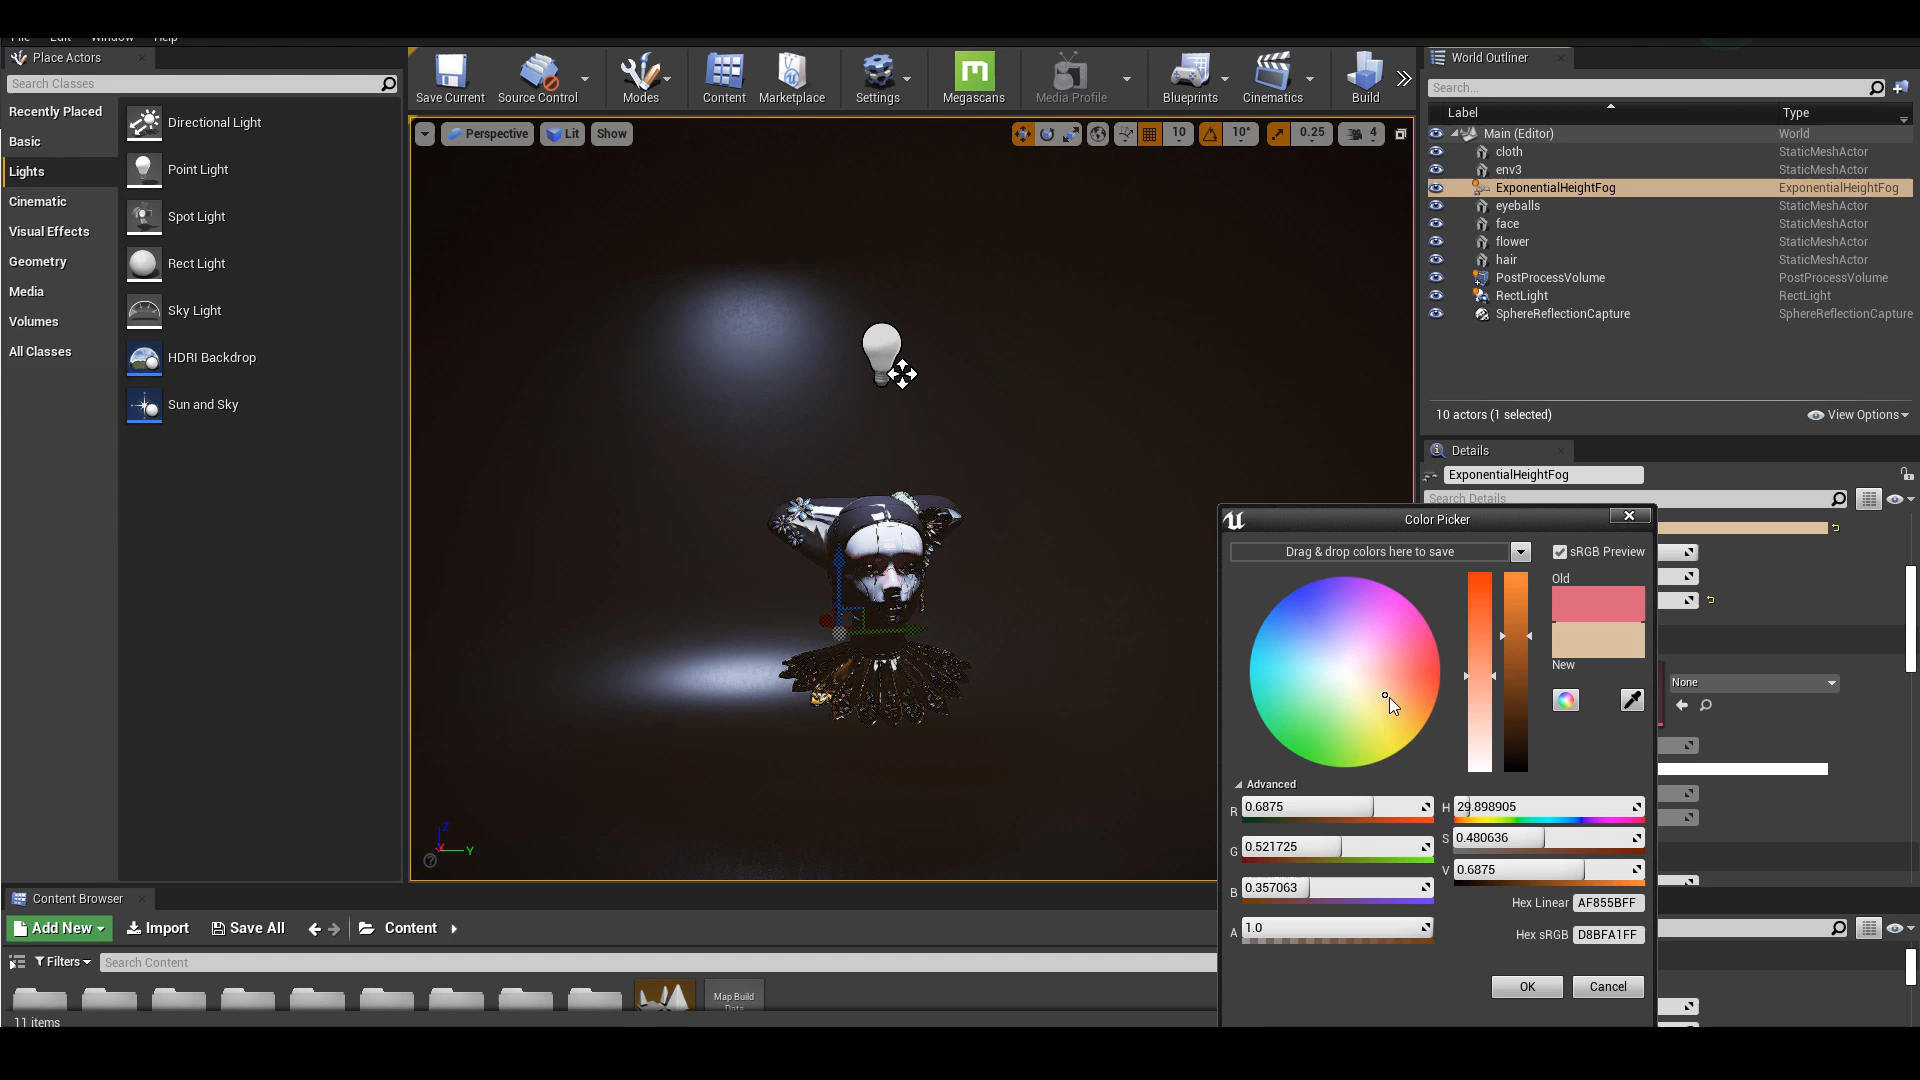 File Edit Window Help
Place Actors
Search Classes
Recently Placed
Basic
Lights
Cinematic
Visual Effects
Geometry
Media
Volumes
All Classes
Directional Light
Point Light
Spot Light
Rect Light
Sky Light
HDRI Backdrop
Sun and Sky
Save Current
Source Control
Modes
Content
Marketplace
Settings
Megascans
Media Profile
Blueprints
Cinematics
Build
Perspective
Lit
Show
10
10°
0.25
4
Z
Y
World Outliner
Search...
Label Type
Main (Editor) World
cloth StaticMeshActor
env3 StaticMeshActor
ExponentialHeightFog ExponentialHeightFog
eyeballs StaticMeshActor
face StaticMeshActor
flower StaticMeshActor
hair StaticMeshActor
PostProcessVolume PostProcessVolume
RectLight RectLight
SphereReflectionCapture SphereReflectionCapture
10 actors (1 selected)
View Options
Details
ExponentialHeightFog
Search Details
None
Color Picker
Drag & drop colors here to save
sRGB Preview
Old
New
Advanced
R 0.6875
G 0.521725
B 0.357063
A 1.0
H 29.898905
S 0.480636
V 0.6875
Hex Linear AF855BFF
Hex sRGB D8BFA1FF
OK
Cancel
Content Browser
Add New
Import
Save All
Content
Filters
Search Content
Map Build
Data
11 items